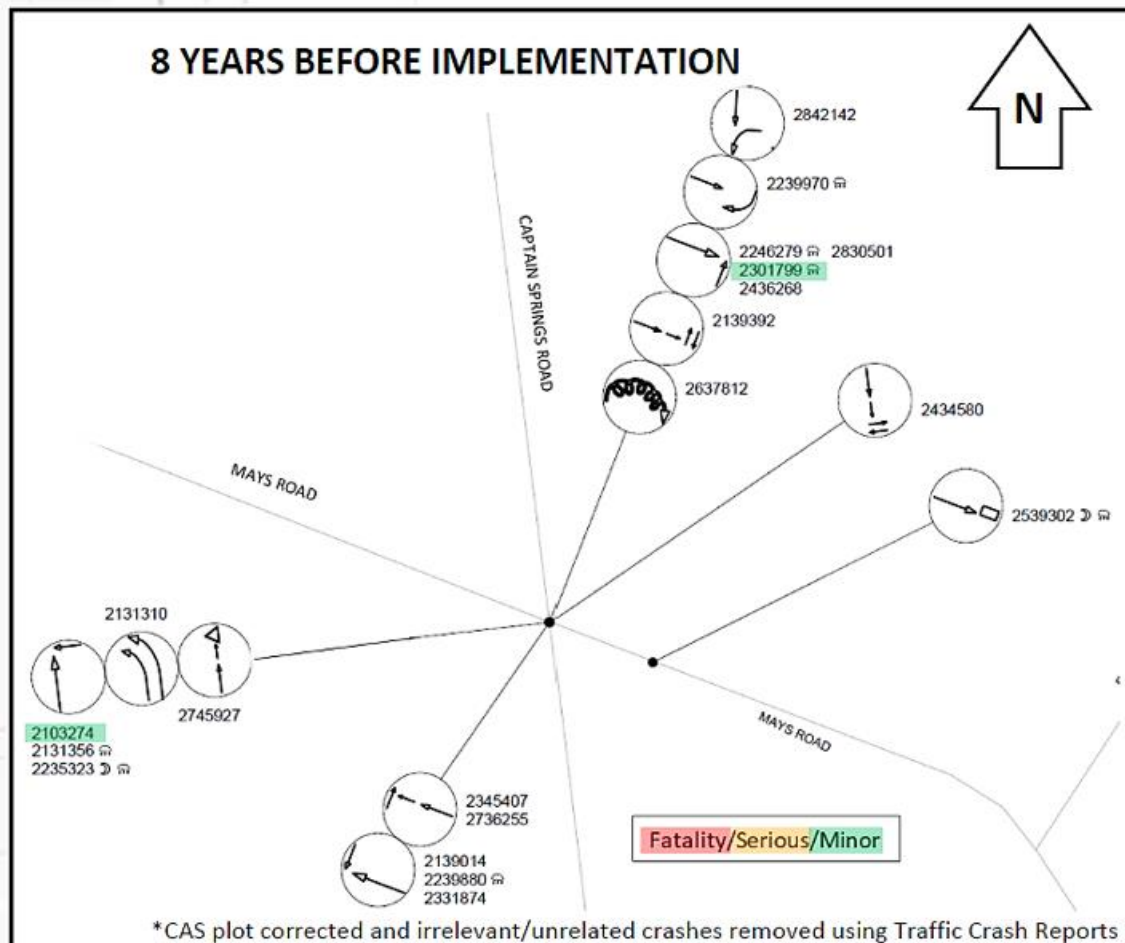 8 YEARS BEFORE IMPLEMENTATION
N
2842142
2239970
2246279 2830501
2301799
2436268
2139392
2637812
CAPTAIN SPRINGS ROAD
2434580
MAYS ROAD
2539302
2131310
2745927
2103274
2131356
2235323
MAYS ROAD
2345407
2736255
2139014
2239880
2331874
Fatality/Serious/Minor
*CAS plot corrected and irrelevant/unrelated crashes removed using Traffic Crash Reports